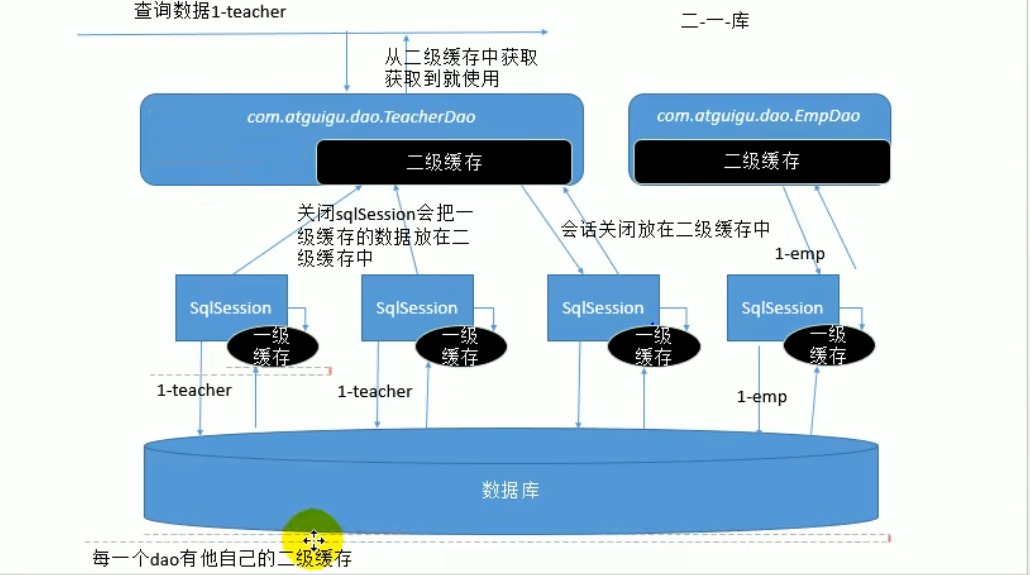 查询数据1-teacher
二-一-库
从二级缓存中获取
获取到就使用
com.atguigu.dao.TeacherDao
二级缓存
com.atguigu.dao.EmpDao
二级缓存
关闭sqlSession会把一
级缓存的数据放在二
级缓存中
会话关闭放在二级缓存中
1-emp
SqlSession
一级
缓存
SqlSession
一级
缓存
SqlSession
一级
缓存
SqlSession
一级
缓存
1-teacher
1-teacher
1-emp
数据库
每一个dao有他自己的二级缓存